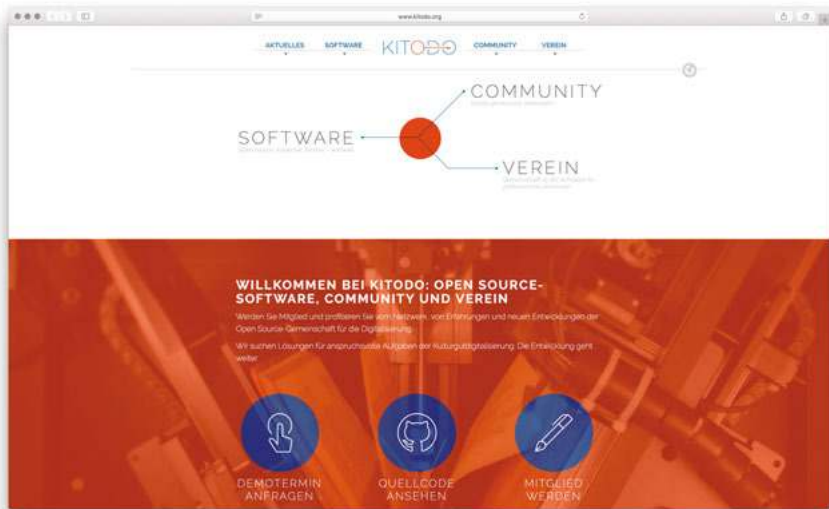 www.kitodo.org
AKTUELLES SOFTWARE KITODO COMMUNITY VEREIN
COMMUNITY
SOFTWARE
VEREIN
WILLKOMMEN BEI KITODO: OPEN SOURCE-
SOFTWARE, COMMUNITY UND VEREIN
Werden Sie Mitglied und profitieren Sie vom Netzwerk, von Erfahrungen und neuen Entwicklungen der
Open Source-Gemeinschaft für die Digitalisierung.
Wir suchen Lösungen für anspruchsvolle Aufgaben der Kulturgutdigitalisierung. Die Entwicklung geht
weiter.
DEMOTERMIN
ANFRAGEN
QUELLCODE
ANSEHEN
MITGLIED
WERDEN